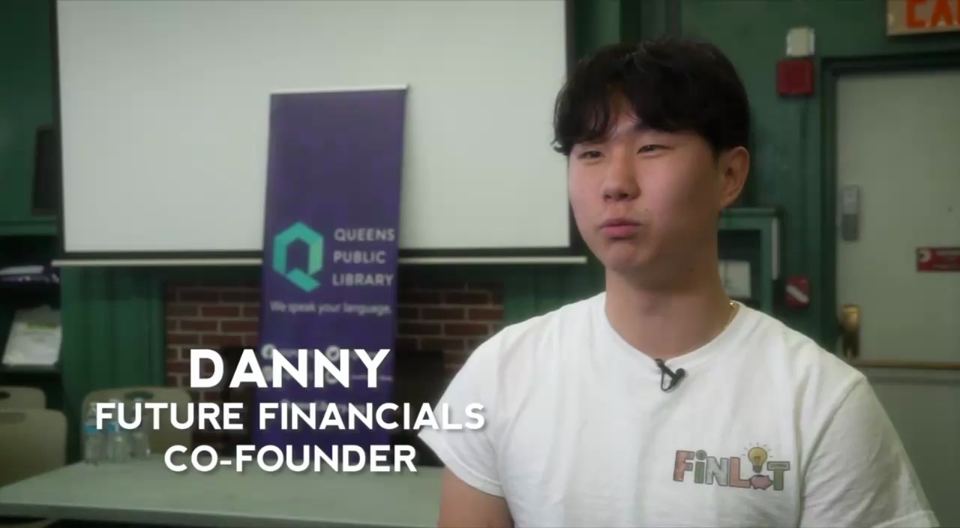 QUEENS
PUBLIC
LIBRARY
We speak your language.
DANNY
FUTURE FINANCIALS
CO-FOUNDER
FiNLiT